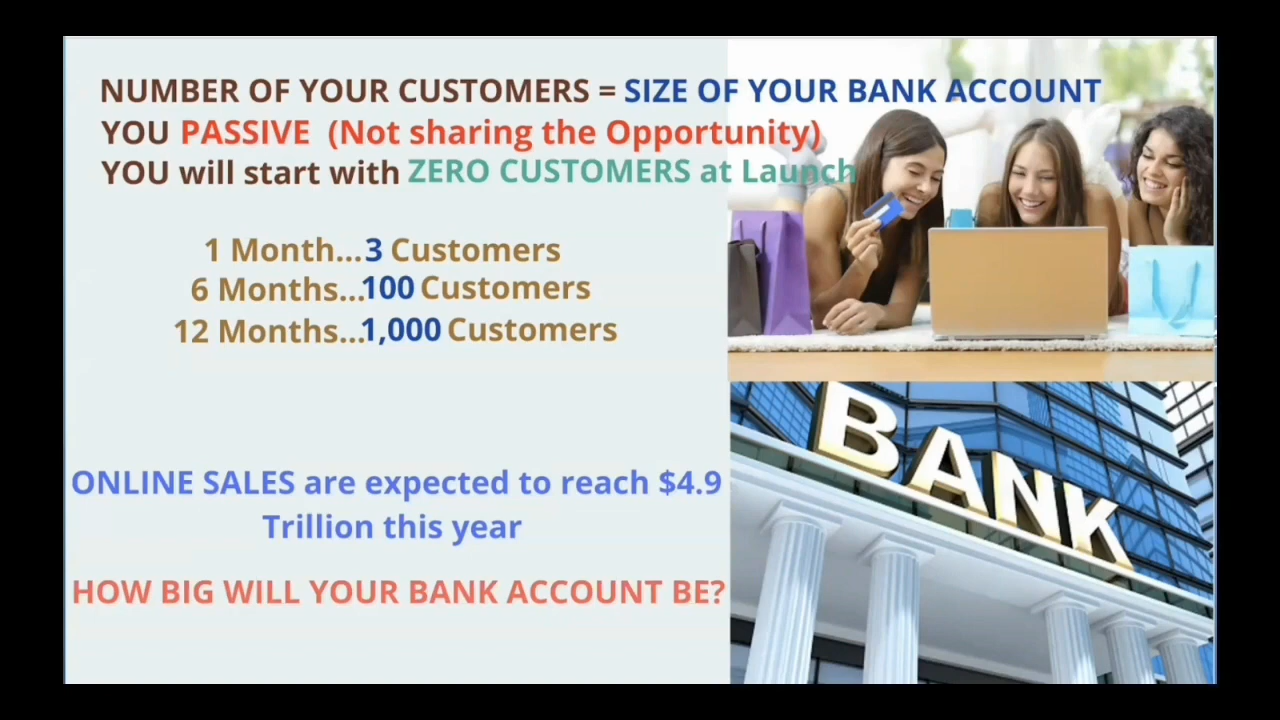 NUMBER OF YOUR CUSTOMERS = SIZE OF YOUR BANK ACCOUNT
YOU PASSIVE (Not sharing the Opportunity)
YOU will start with ZERO CUSTOMERS at Launch
1 Month...3 Customers
6 Months...100 Customers
12 Months...1,000 Customers
ONLINE SALES are expected to reach $4.9
Trillion this year
HOW BIG WILL YOUR BANK ACCOUNT BE?
BANK